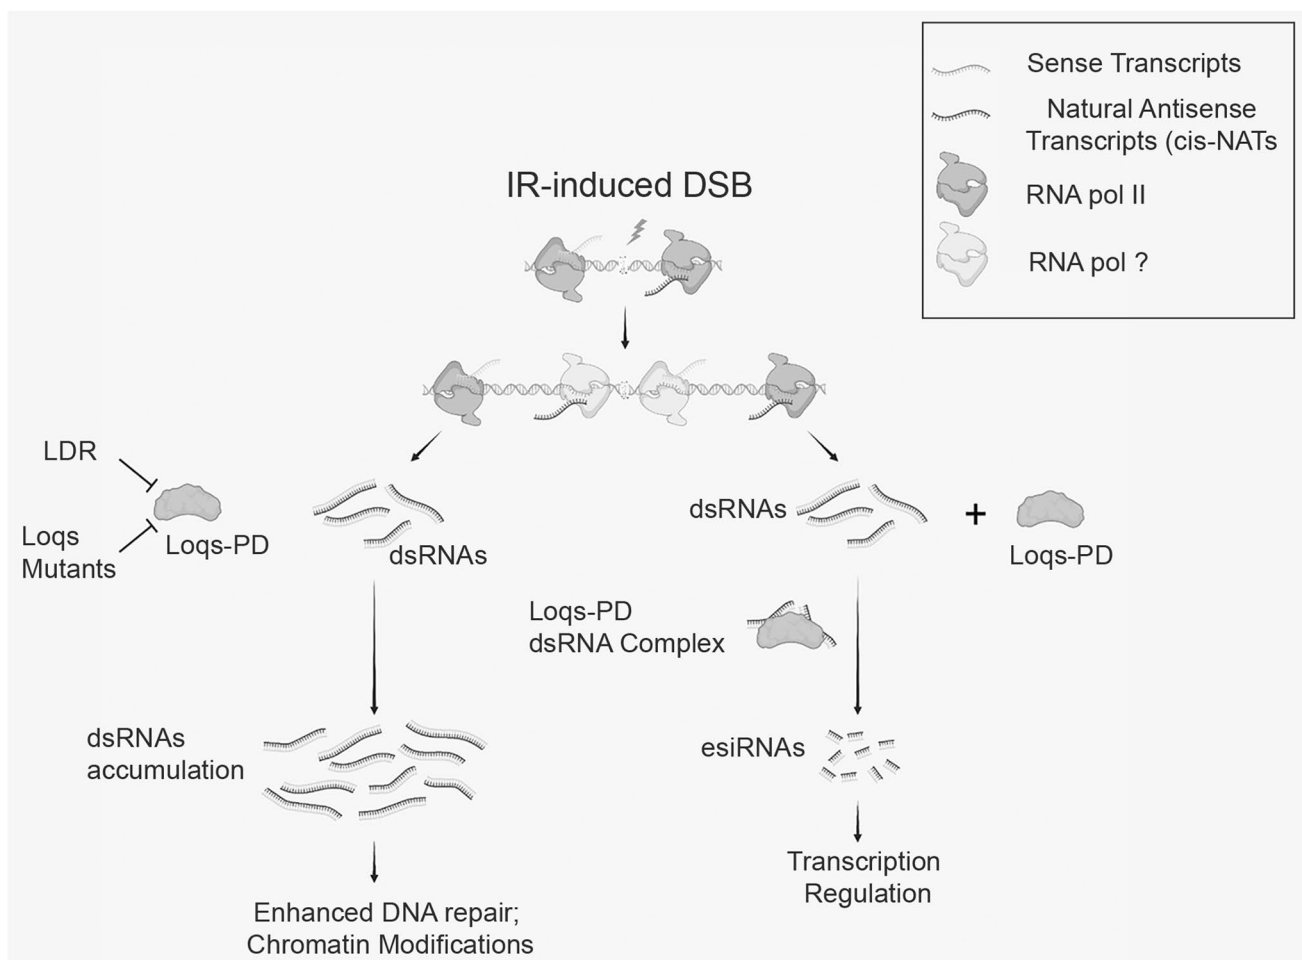 Sense Transcripts
Natural Antisense
Transcripts (cis-NATs
RNA pol II
RNA pol ?
IR-induced DSB
LDR
Loqs
Mutants
Loqs-PD
dsRNAs
dsRNAs
+
Loqs-PD
Loqs-PD
dsRNA Complex
dsRNAs
accumulation
esiRNAs
Transcription
Regulation
Enhanced DNA repair;
Chromatin Modifications